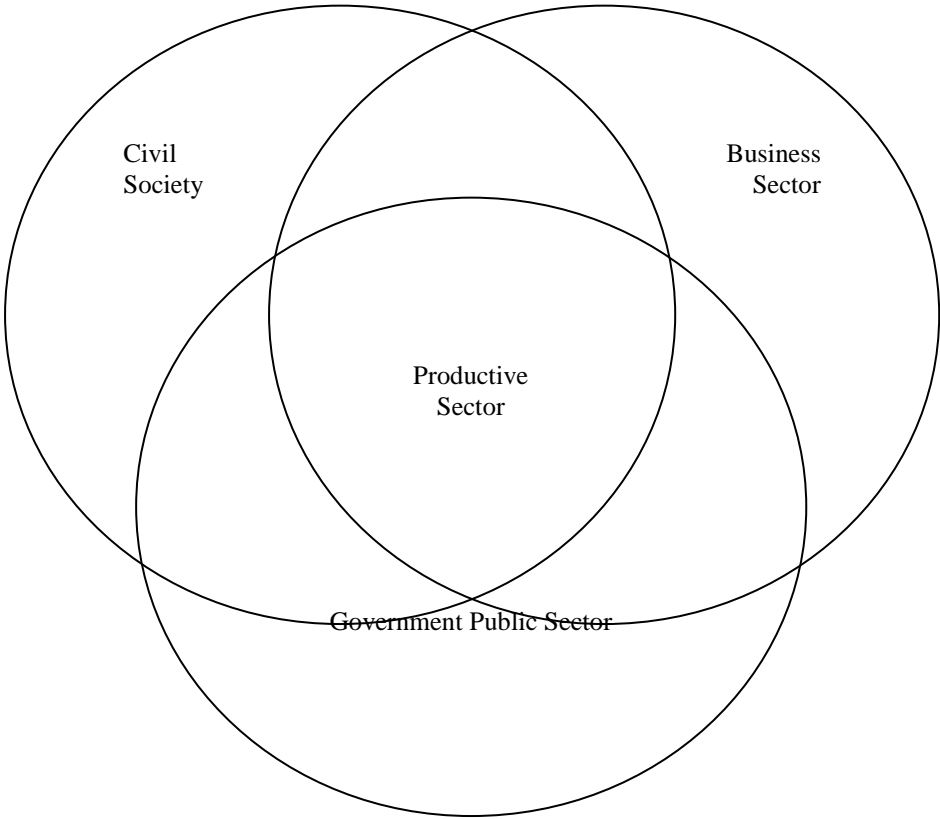 Civil
Society
Business
Sector
Productive
Sector
Government Public Sector